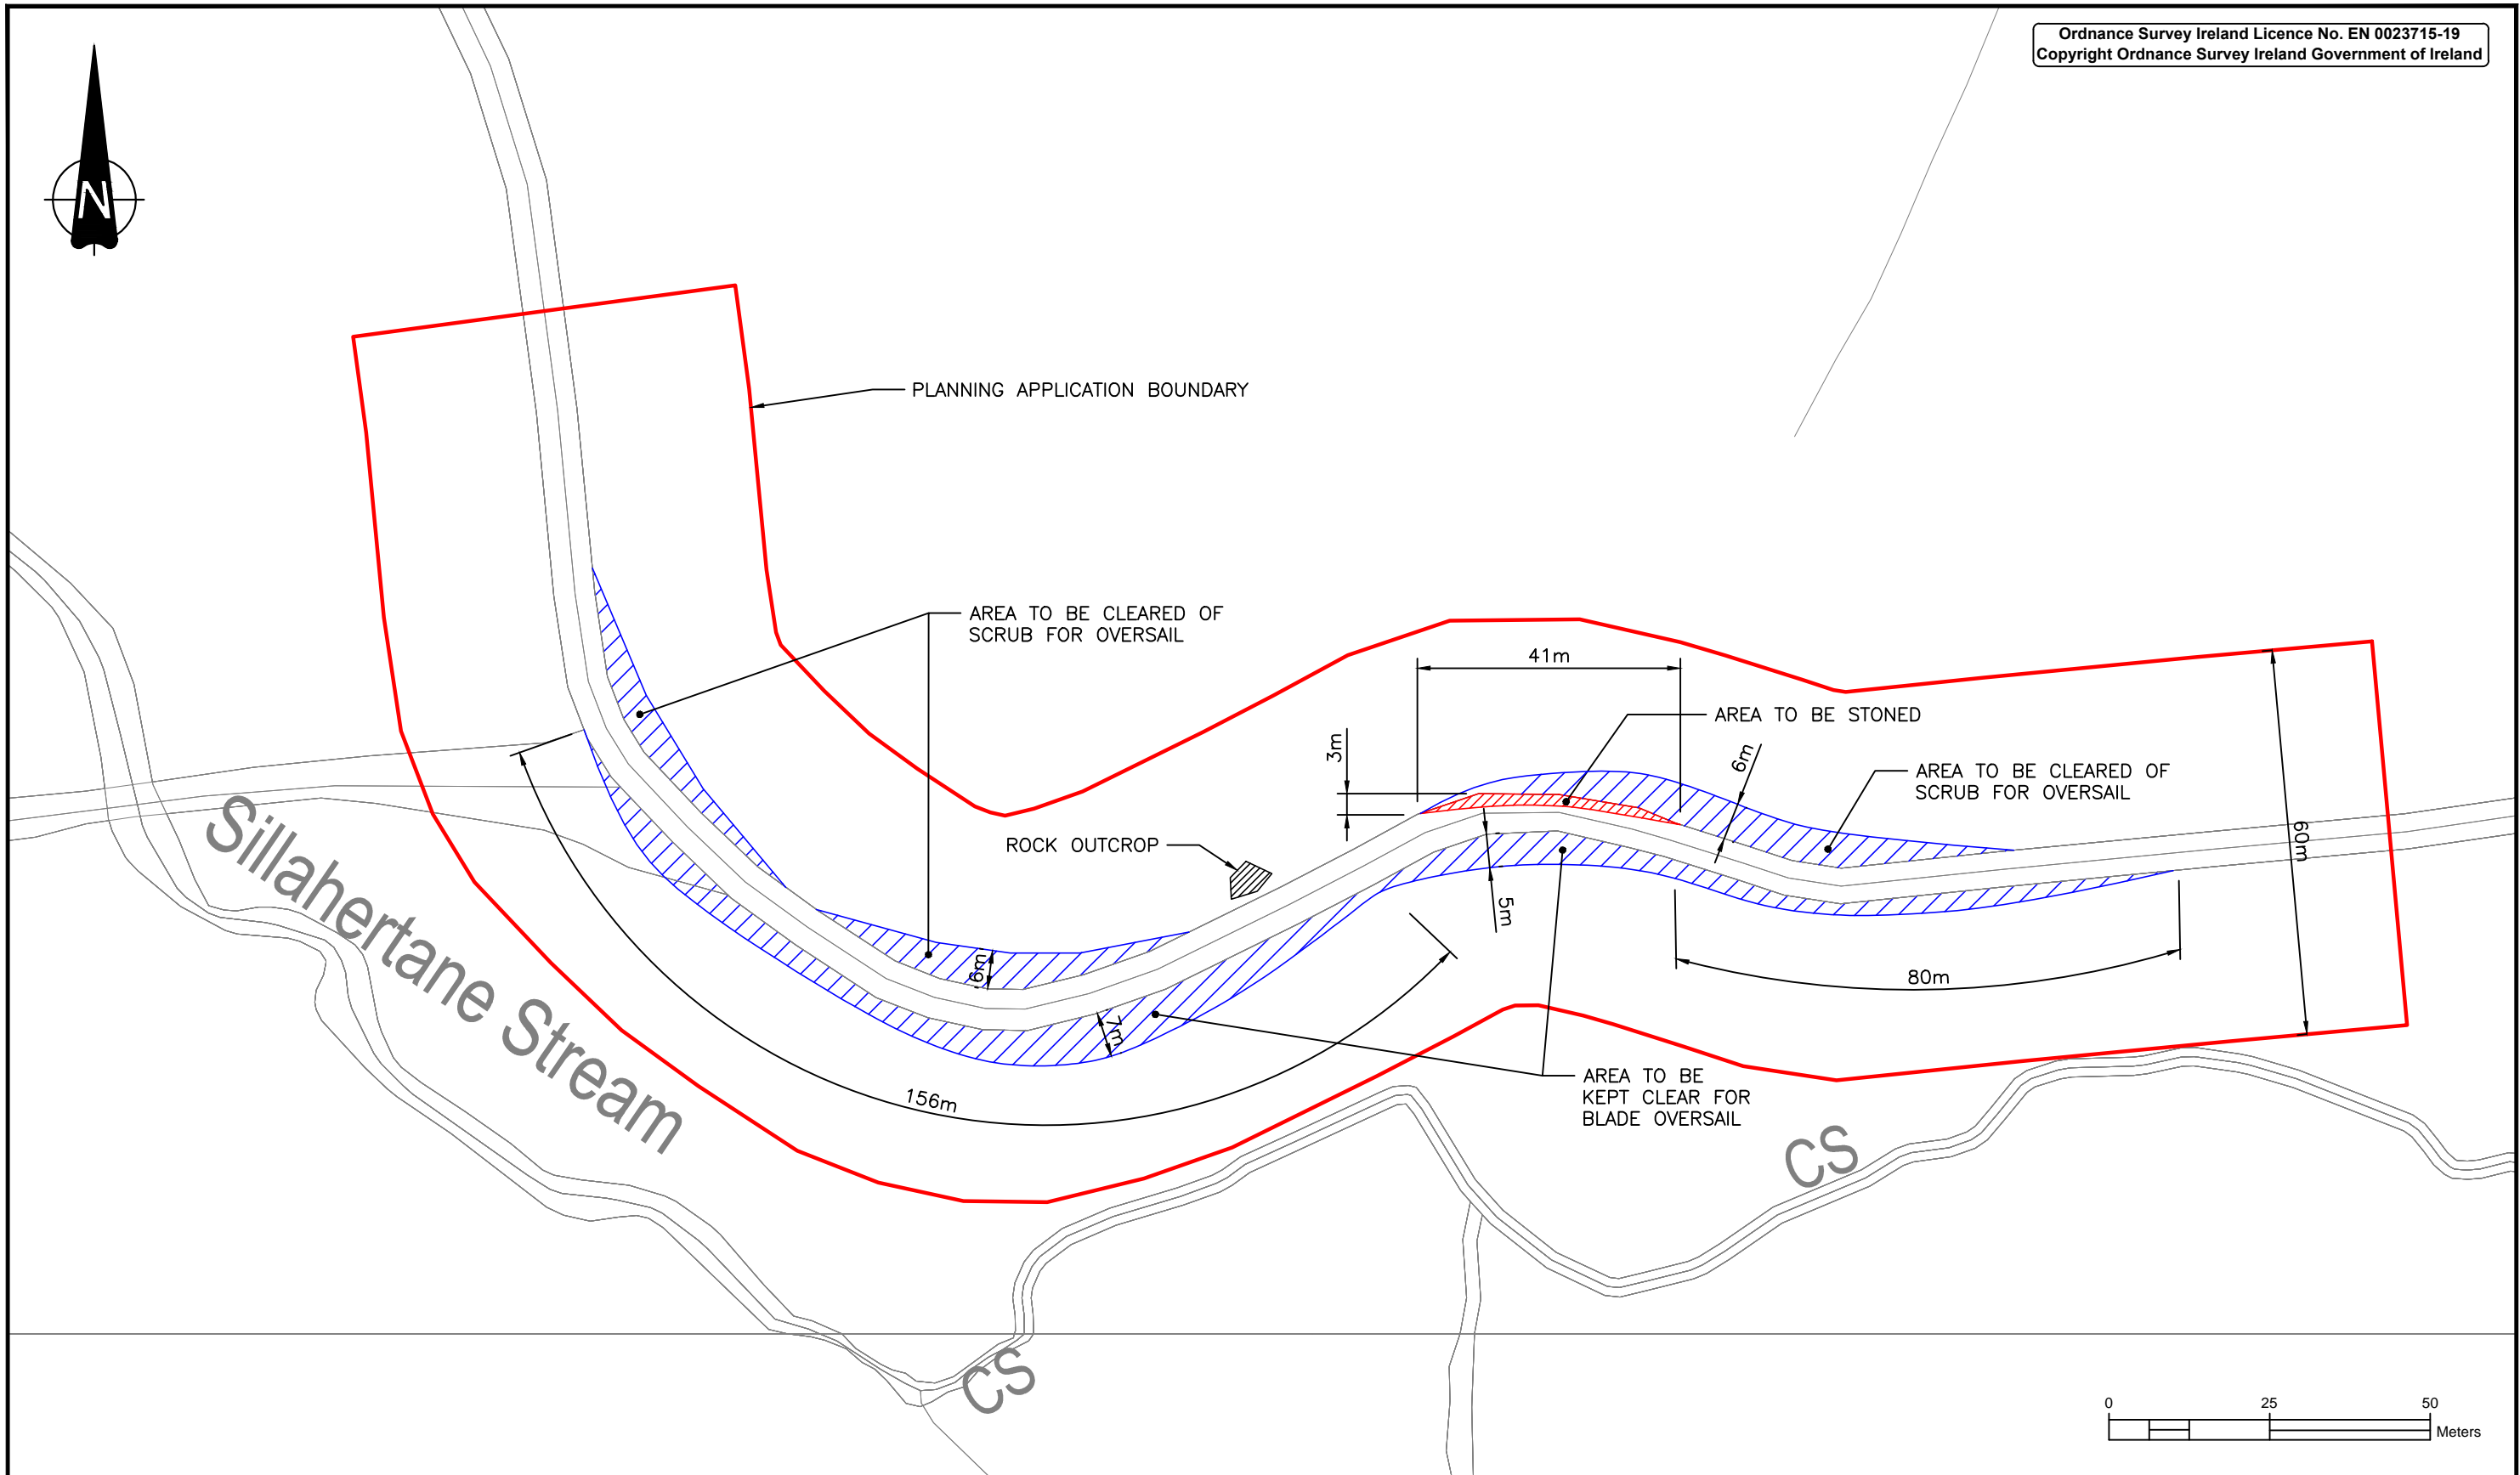 Ordnance Survey Ireland Licence No. EN 0023715-19
Copyright Ordnance Survey Ireland Government of Ireland
N
PLANNING APPLICATION BOUNDARY
AREA TO BE CLEARED OF
SCRUB FOR OVERSAIL
41m
AREA TO BE STONED
3m
6m
AREA TO BE CLEARED OF
SCRUB FOR OVERSAIL
60m
ROCK OUTCROP
Sillahertane Stream
5m
6m
80m
7m
156m
AREA TO BE
KEPT CLEAR FOR
BLADE OVERSAIL
CS
CS
0 25 50
Meters